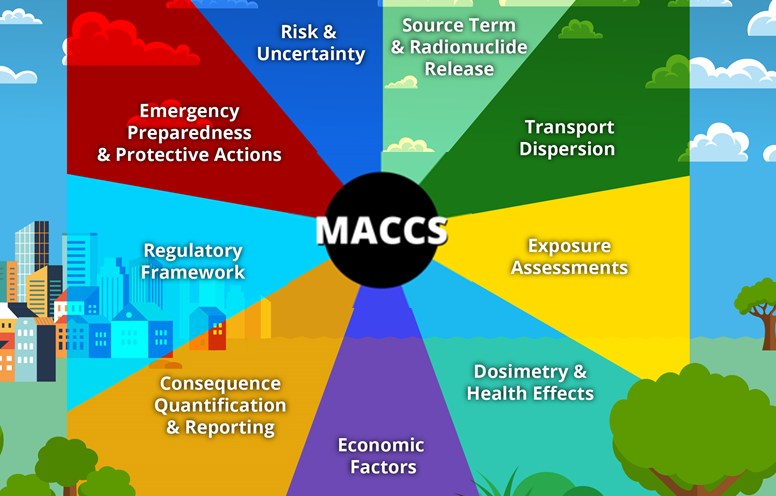 Risk &
Uncertainty
Source Term
& Radionuclide
Release
Emergency
Preparedness
& Protective Actions
Transport
Dispersion
MACCS
Regulatory
Framework
Exposure
Assessments
Consequence
Quantification
& Reporting
Dosimetry &
Health Effects
Economic
Factors